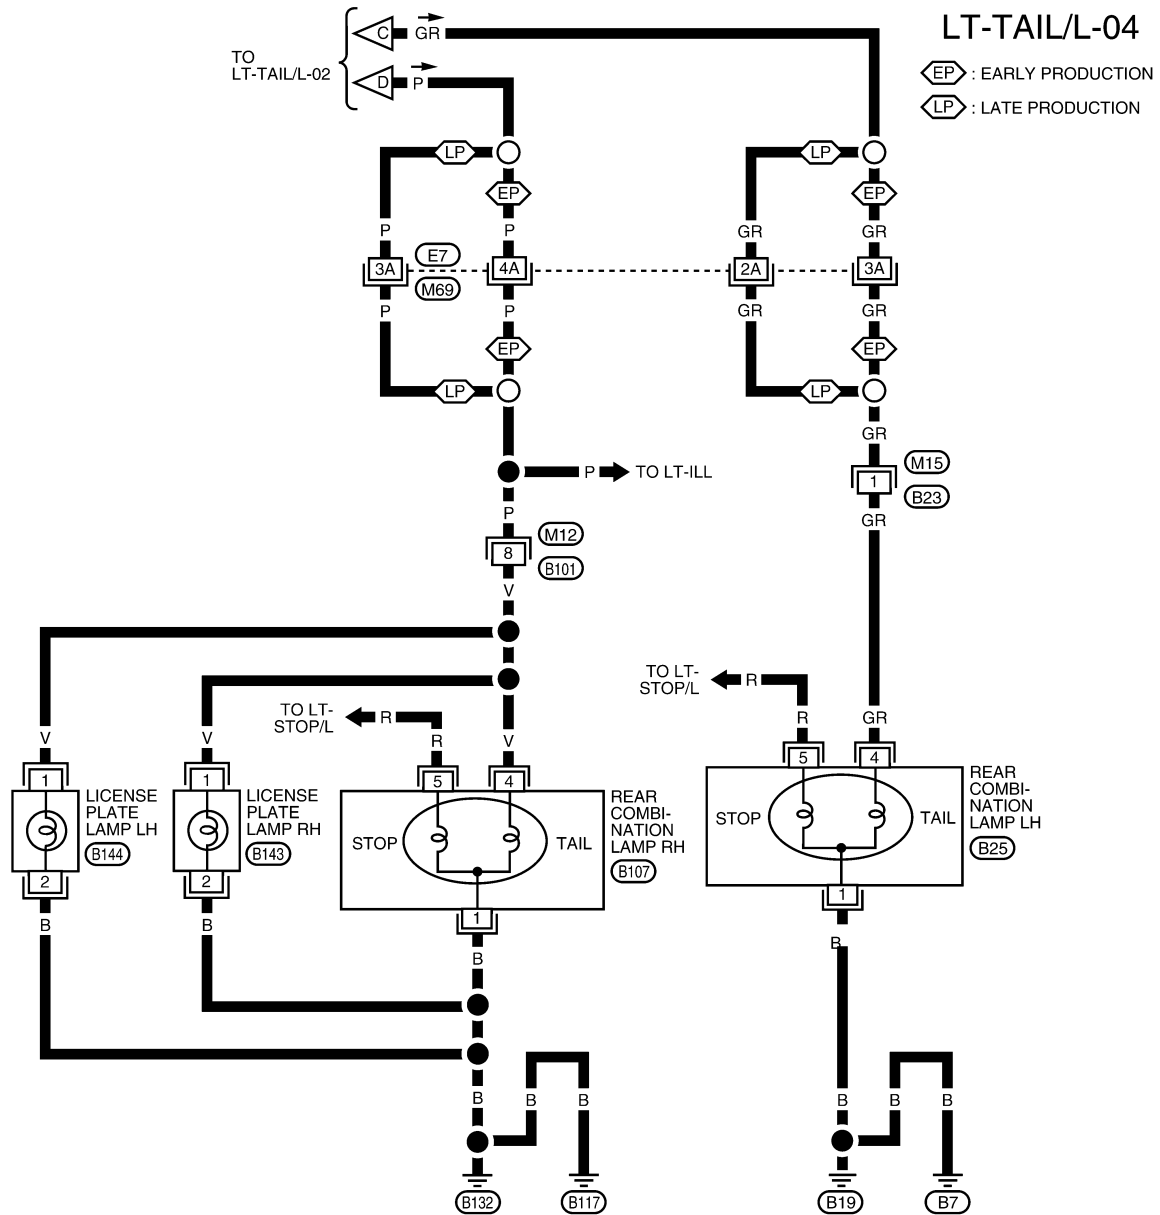 LT-TAIL/L-04
C GR
TO
LT-TAIL/L-02
D P
EP : EARLY PRODUCTION
LP : LATE PRODUCTION
LP LP
EP EP
P P GR GR
3A E7 4A 2A 3A
M69
P P GR GR
EP EP
LP LP
GR
P TO LT-ILL
M15
1
B23
P GR
M12
8
B101
V
TO LT-
STOP/L
R
TO LT-
STOP/L
R
R GR
V V R V
5 4
1 1 5 4
LICENSE
PLATE
LAMP LH
B144
LICENSE
PLATE
LAMP RH
B143
STOP TAIL
REAR
COMBI-
NATION
LAMP RH
B107
STOP TAIL
REAR
COMBI-
NATION
LAMP LH
B25
2 2 1 1
B B B B
B B B B B B
B132 B117 B19 B7